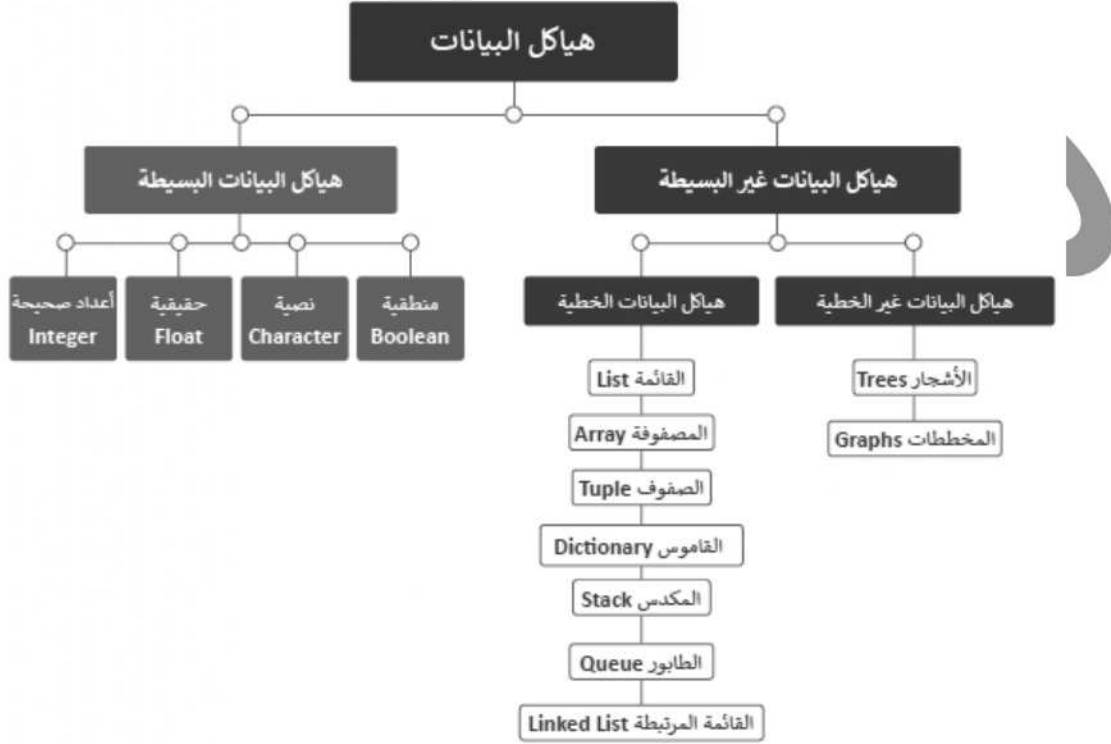 هياكل البيانات
هياكل البيانات غير البسيطة
هياكل البيانات البسيطة
هياكل البيانات غير الخطية
هياكل البيانات الخطية
منطقية
Boolean
نصية
Character
حقيقية
Float
أعداد صحيحة
Integer
الأشجار Trees
المخططات Graphs
القائمة List
المصفوفة Array
الصفوف Tuple
القاموس Dictionary
المكدس Stack
الطابور Queue
القائمة المرتبطة Linked List